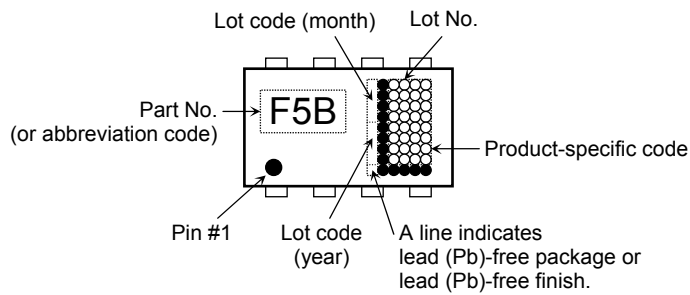 Lot code (month)
Lot No.
Part No.
(or abbreviation code)
F5B
Product-specific code
Pin #1
Lot code
(year)
A line indicates
lead (Pb)-free package or
lead (Pb)-free finish.